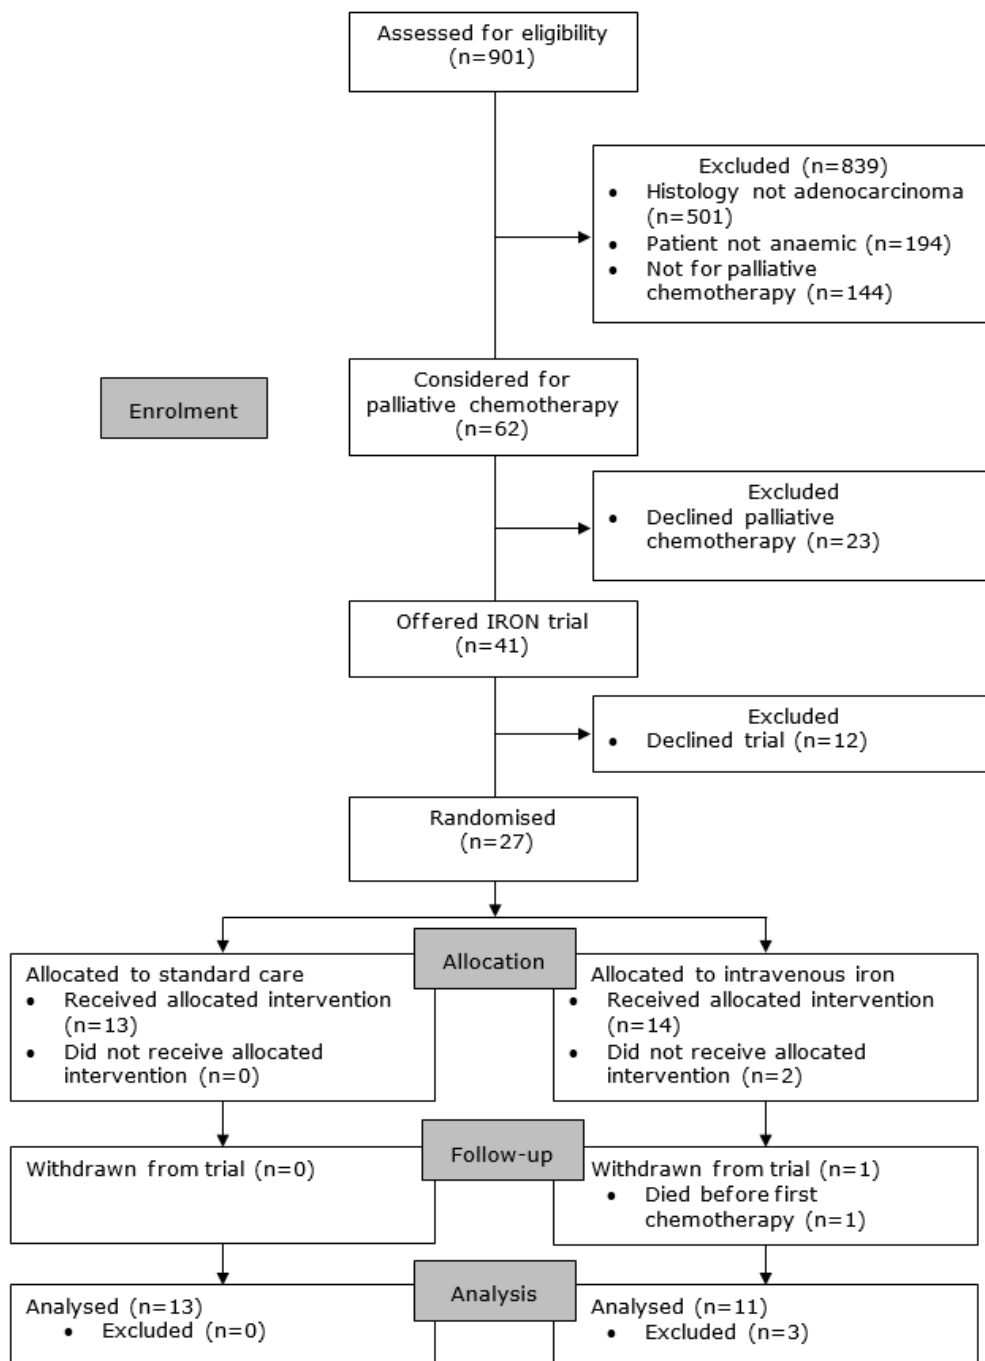 Assessed for eligibility
(n=901)
Excluded (n=839)
• Histology not adenocarcinoma
(n=501)
• Patient not anaemic (n=194)
• Not for palliative
chemotherapy (n=144)
Considered for
palliative chemotherapy
(n=62)
Enrolment
Excluded
• Declined palliative
chemotherapy (n=23)
Offered IRON trial
(n=41)
Excluded
• Declined trial (n=12)
Randomised
(n=27)
Allocation
Allocated to standard care
• Received allocated intervention
(n=13)
• Did not receive allocated
intervention (n=0)
Allocated to intravenous iron
• Received allocated intervention
(n=14)
• Did not receive allocated
intervention (n=2)
Follow-up
Withdrawn from trial (n=0)
Withdrawn from trial (n=1)
• Died before first
chemotherapy (n=1)
Analysis
Analysed (n=13)
• Excluded (n=0)
Analysed (n=11)
• Excluded (n=3)